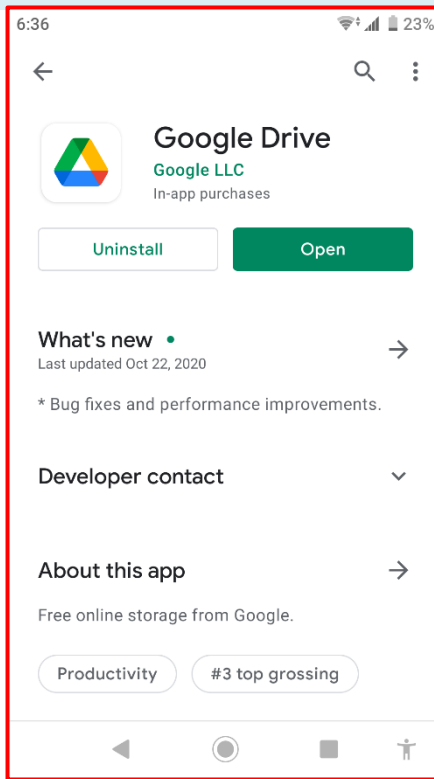 6:36 23%
Google Drive
Google LLC
In-app purchases
Uninstall Open
What's new •
Last updated Oct 22, 2020
* Bug fixes and performance improvements.
Developer contact
About this app
Free online storage from Google.
Productivity #3 top grossing